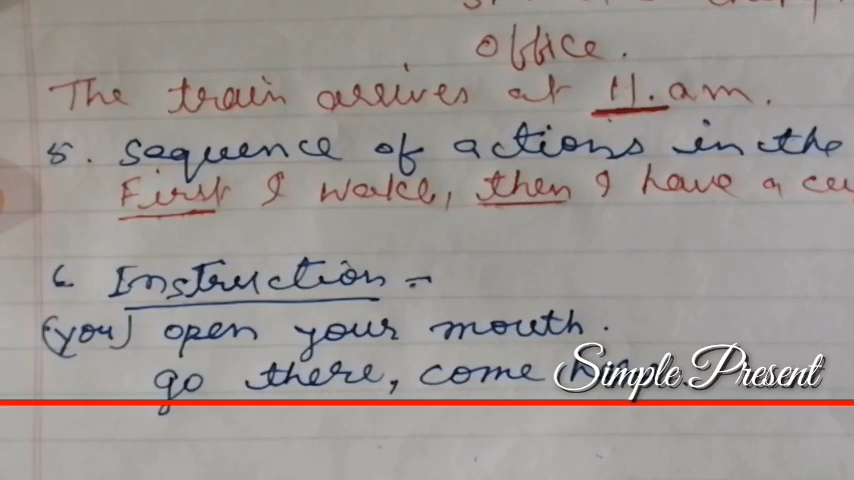 office.
The train arrives at 11.am.
5. Sequence of actions in the
First I wake, then I have a
6 Instruction -
(you) open your mouth.
go there, come
Simple Present